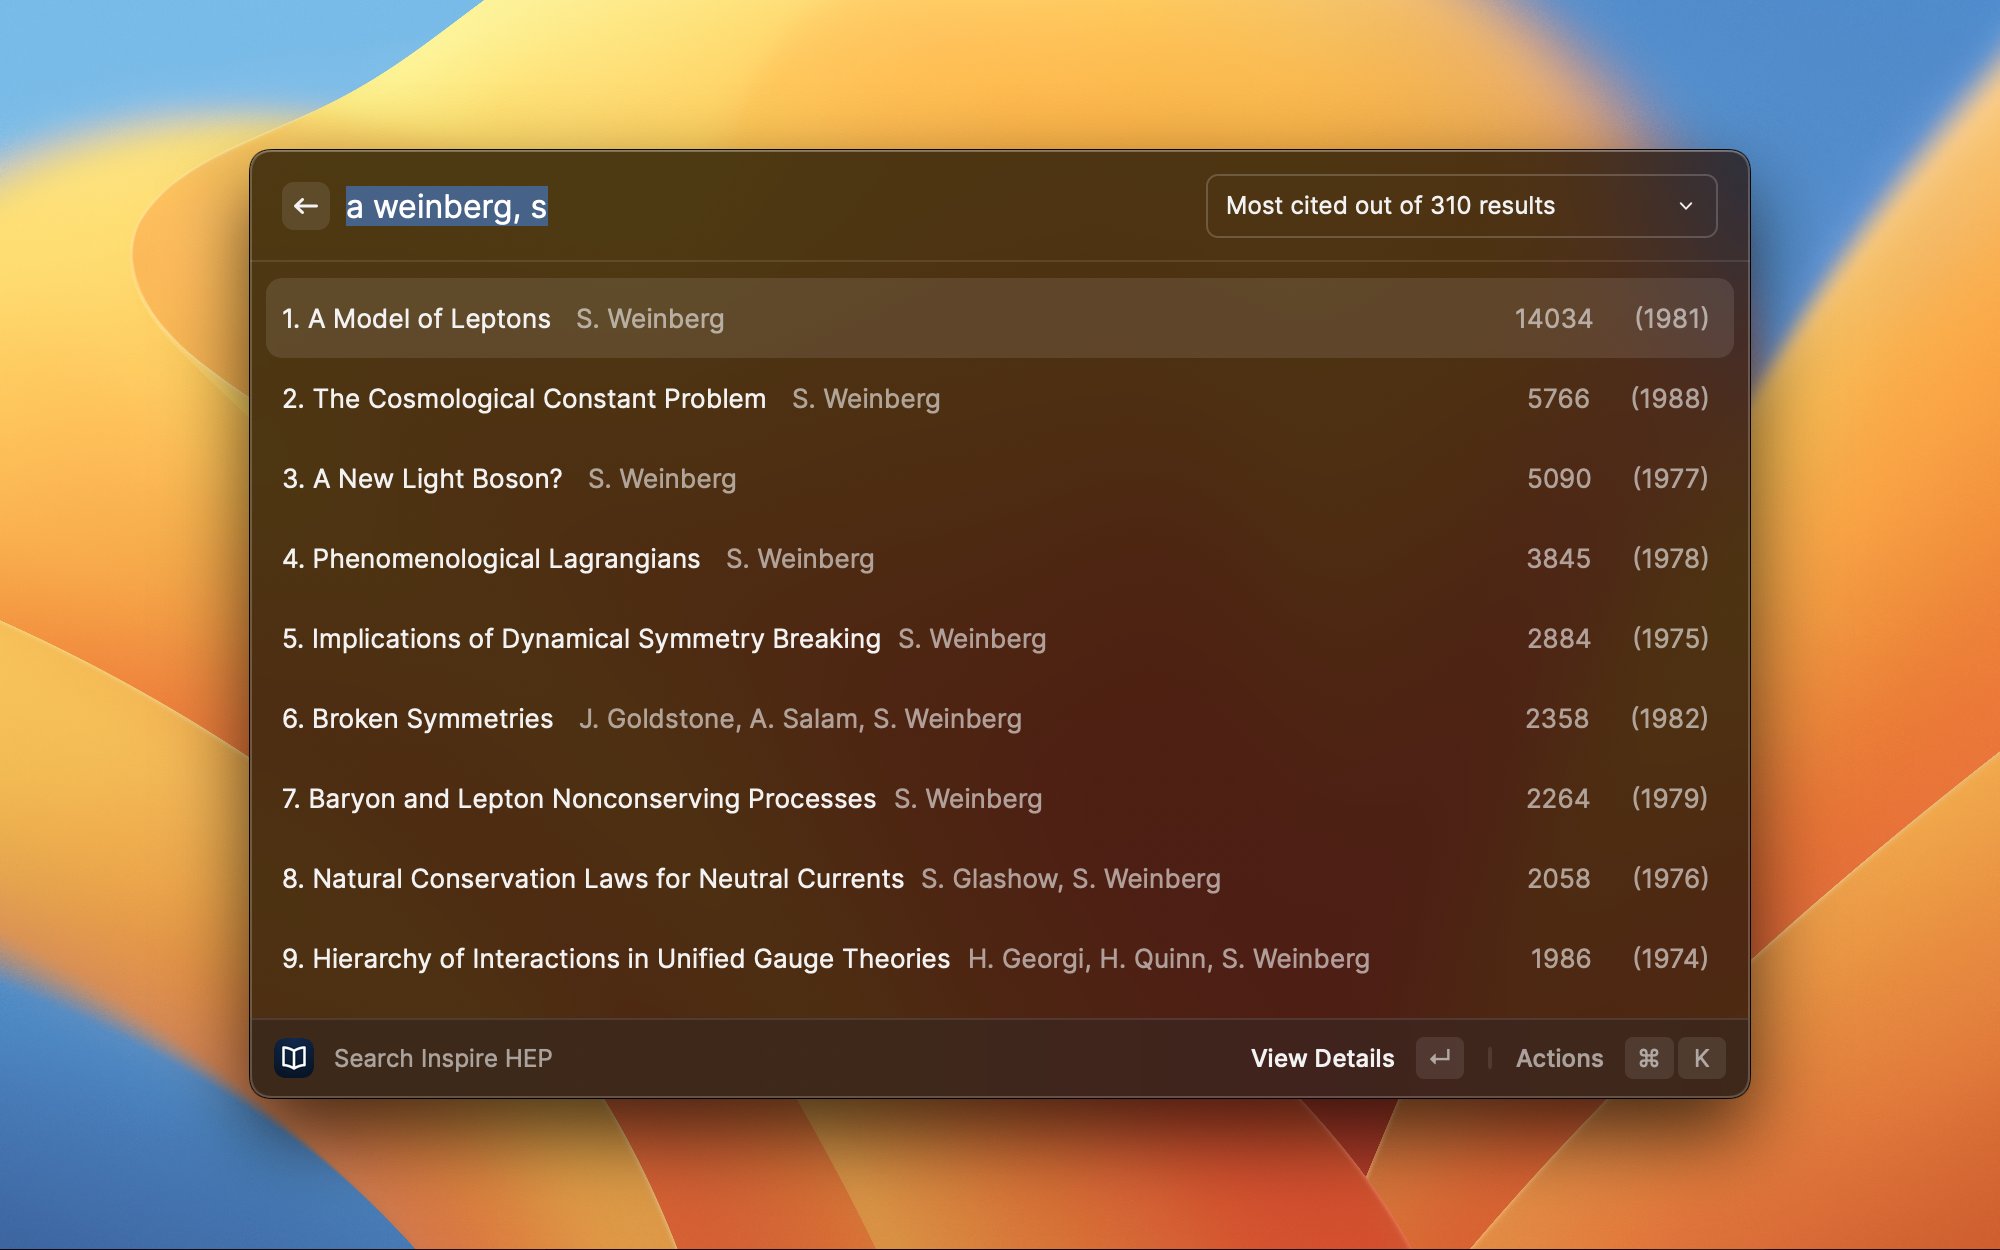 a weinberg, s
Most cited out of 310 results
1. A Model of Leptons S. Weinberg 14034 (1981)
2. The Cosmological Constant Problem S. Weinberg 5766 (1988)
3. A New Light Boson? S. Weinberg 5090 (1977)
4. Phenomenological Lagrangians S. Weinberg 3845 (1978)
5. Implications of Dynamical Symmetry Breaking S. Weinberg 2884 (1975)
6. Broken Symmetries J. Goldstone, A. Salam, S. Weinberg 2358 (1982)
7. Baryon and Lepton Nonconserving Processes S. Weinberg 2264 (1979)
8. Natural Conservation Laws for Neutral Currents S. Glashow, S. Weinberg 2058 (1976)
9. Hierarchy of Interactions in Unified Gauge Theories H. Georgi, H. Quinn, S. Weinberg 1986 (1974)
Search Inspire HEP View Details ↵ Actions ⌘ K